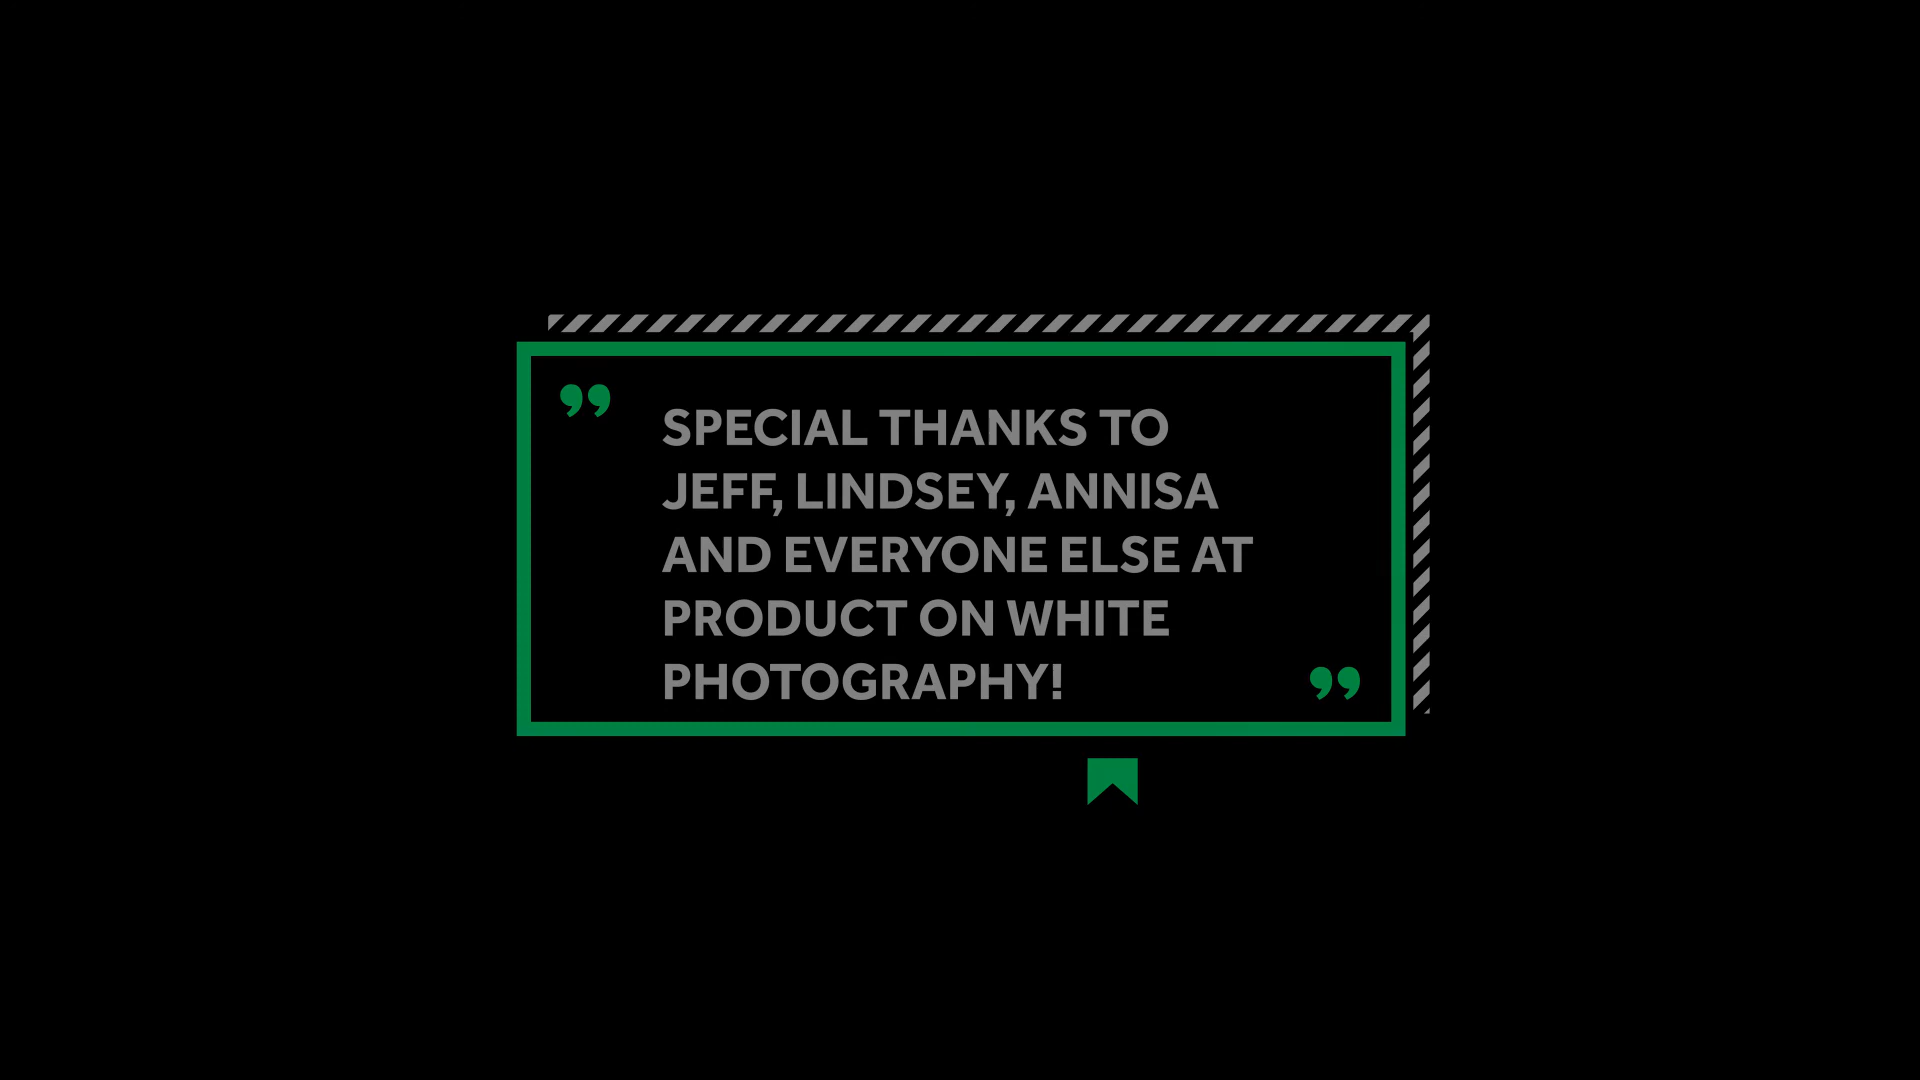 SPECIAL THANKS TO
JEFF, LINDSEY, ANNISA
AND EVERYONE ELSE AT
PRODUCT ON WHITE
PHOTOGRAPHY!